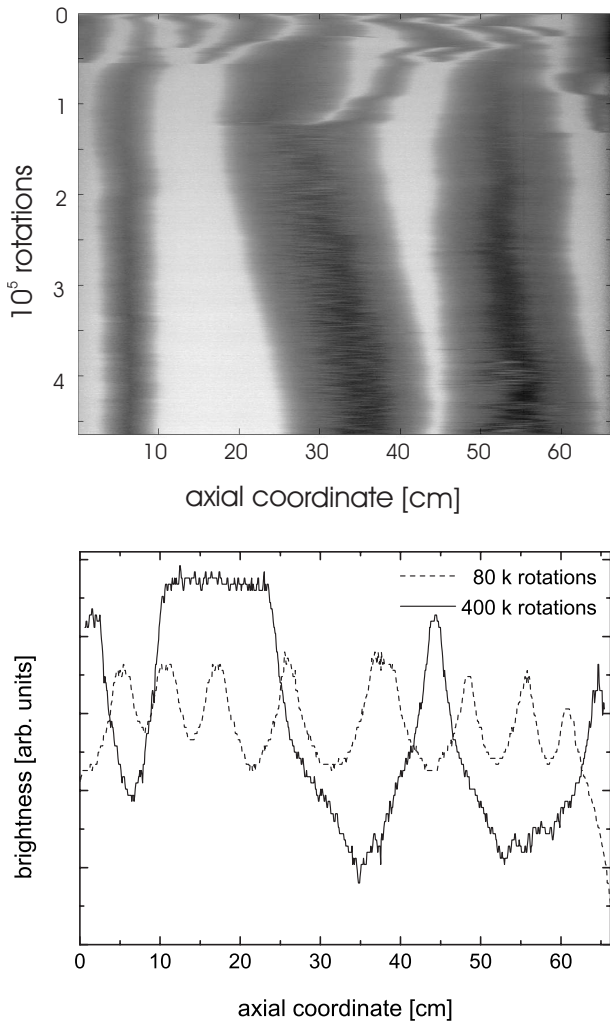 0
1
2
3
4
10^5 rotations
10 20 30 40 50 60
axial coordinate [cm]
80 k rotations
400 k rotations
brightness [arb. units]
0 10 20 30 40 50 60
axial coordinate [cm]